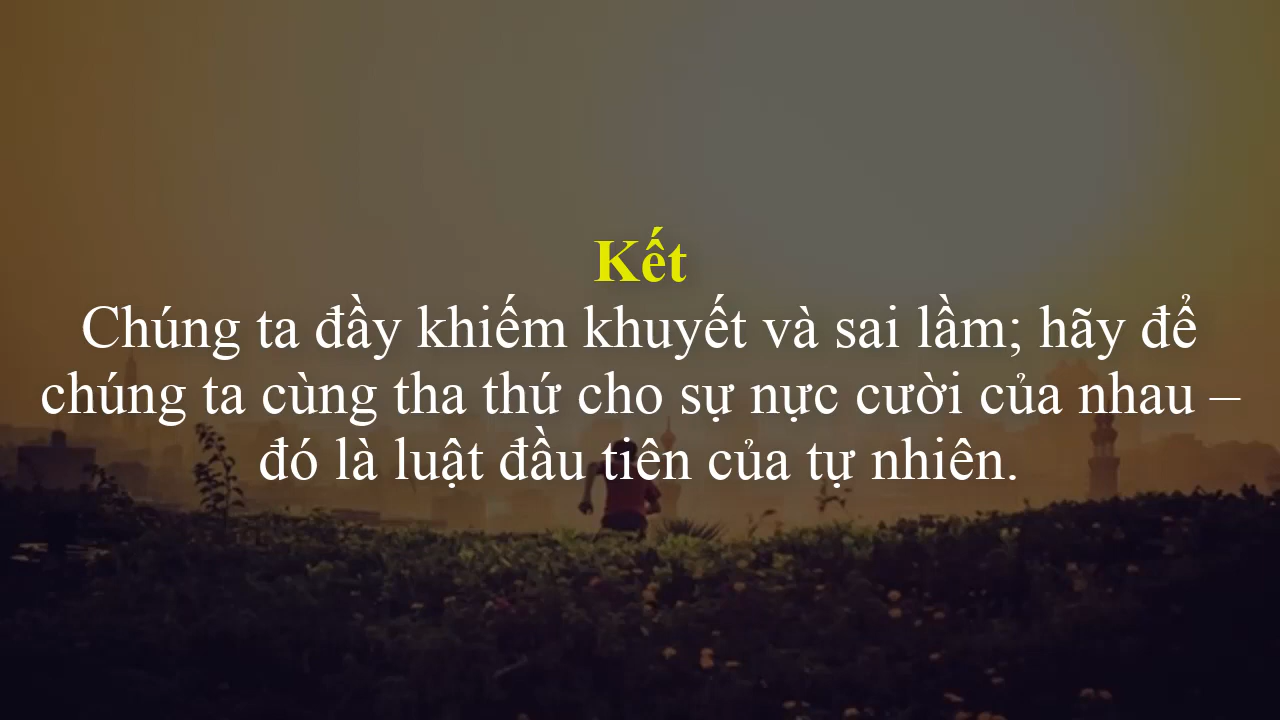 Kết
Chúng ta đầy khiếm khuyết và sai lầm; hãy để
chúng ta cùng tha thứ cho sự nực cười của nhau –
đó là luật đầu tiên của tự nhiên.